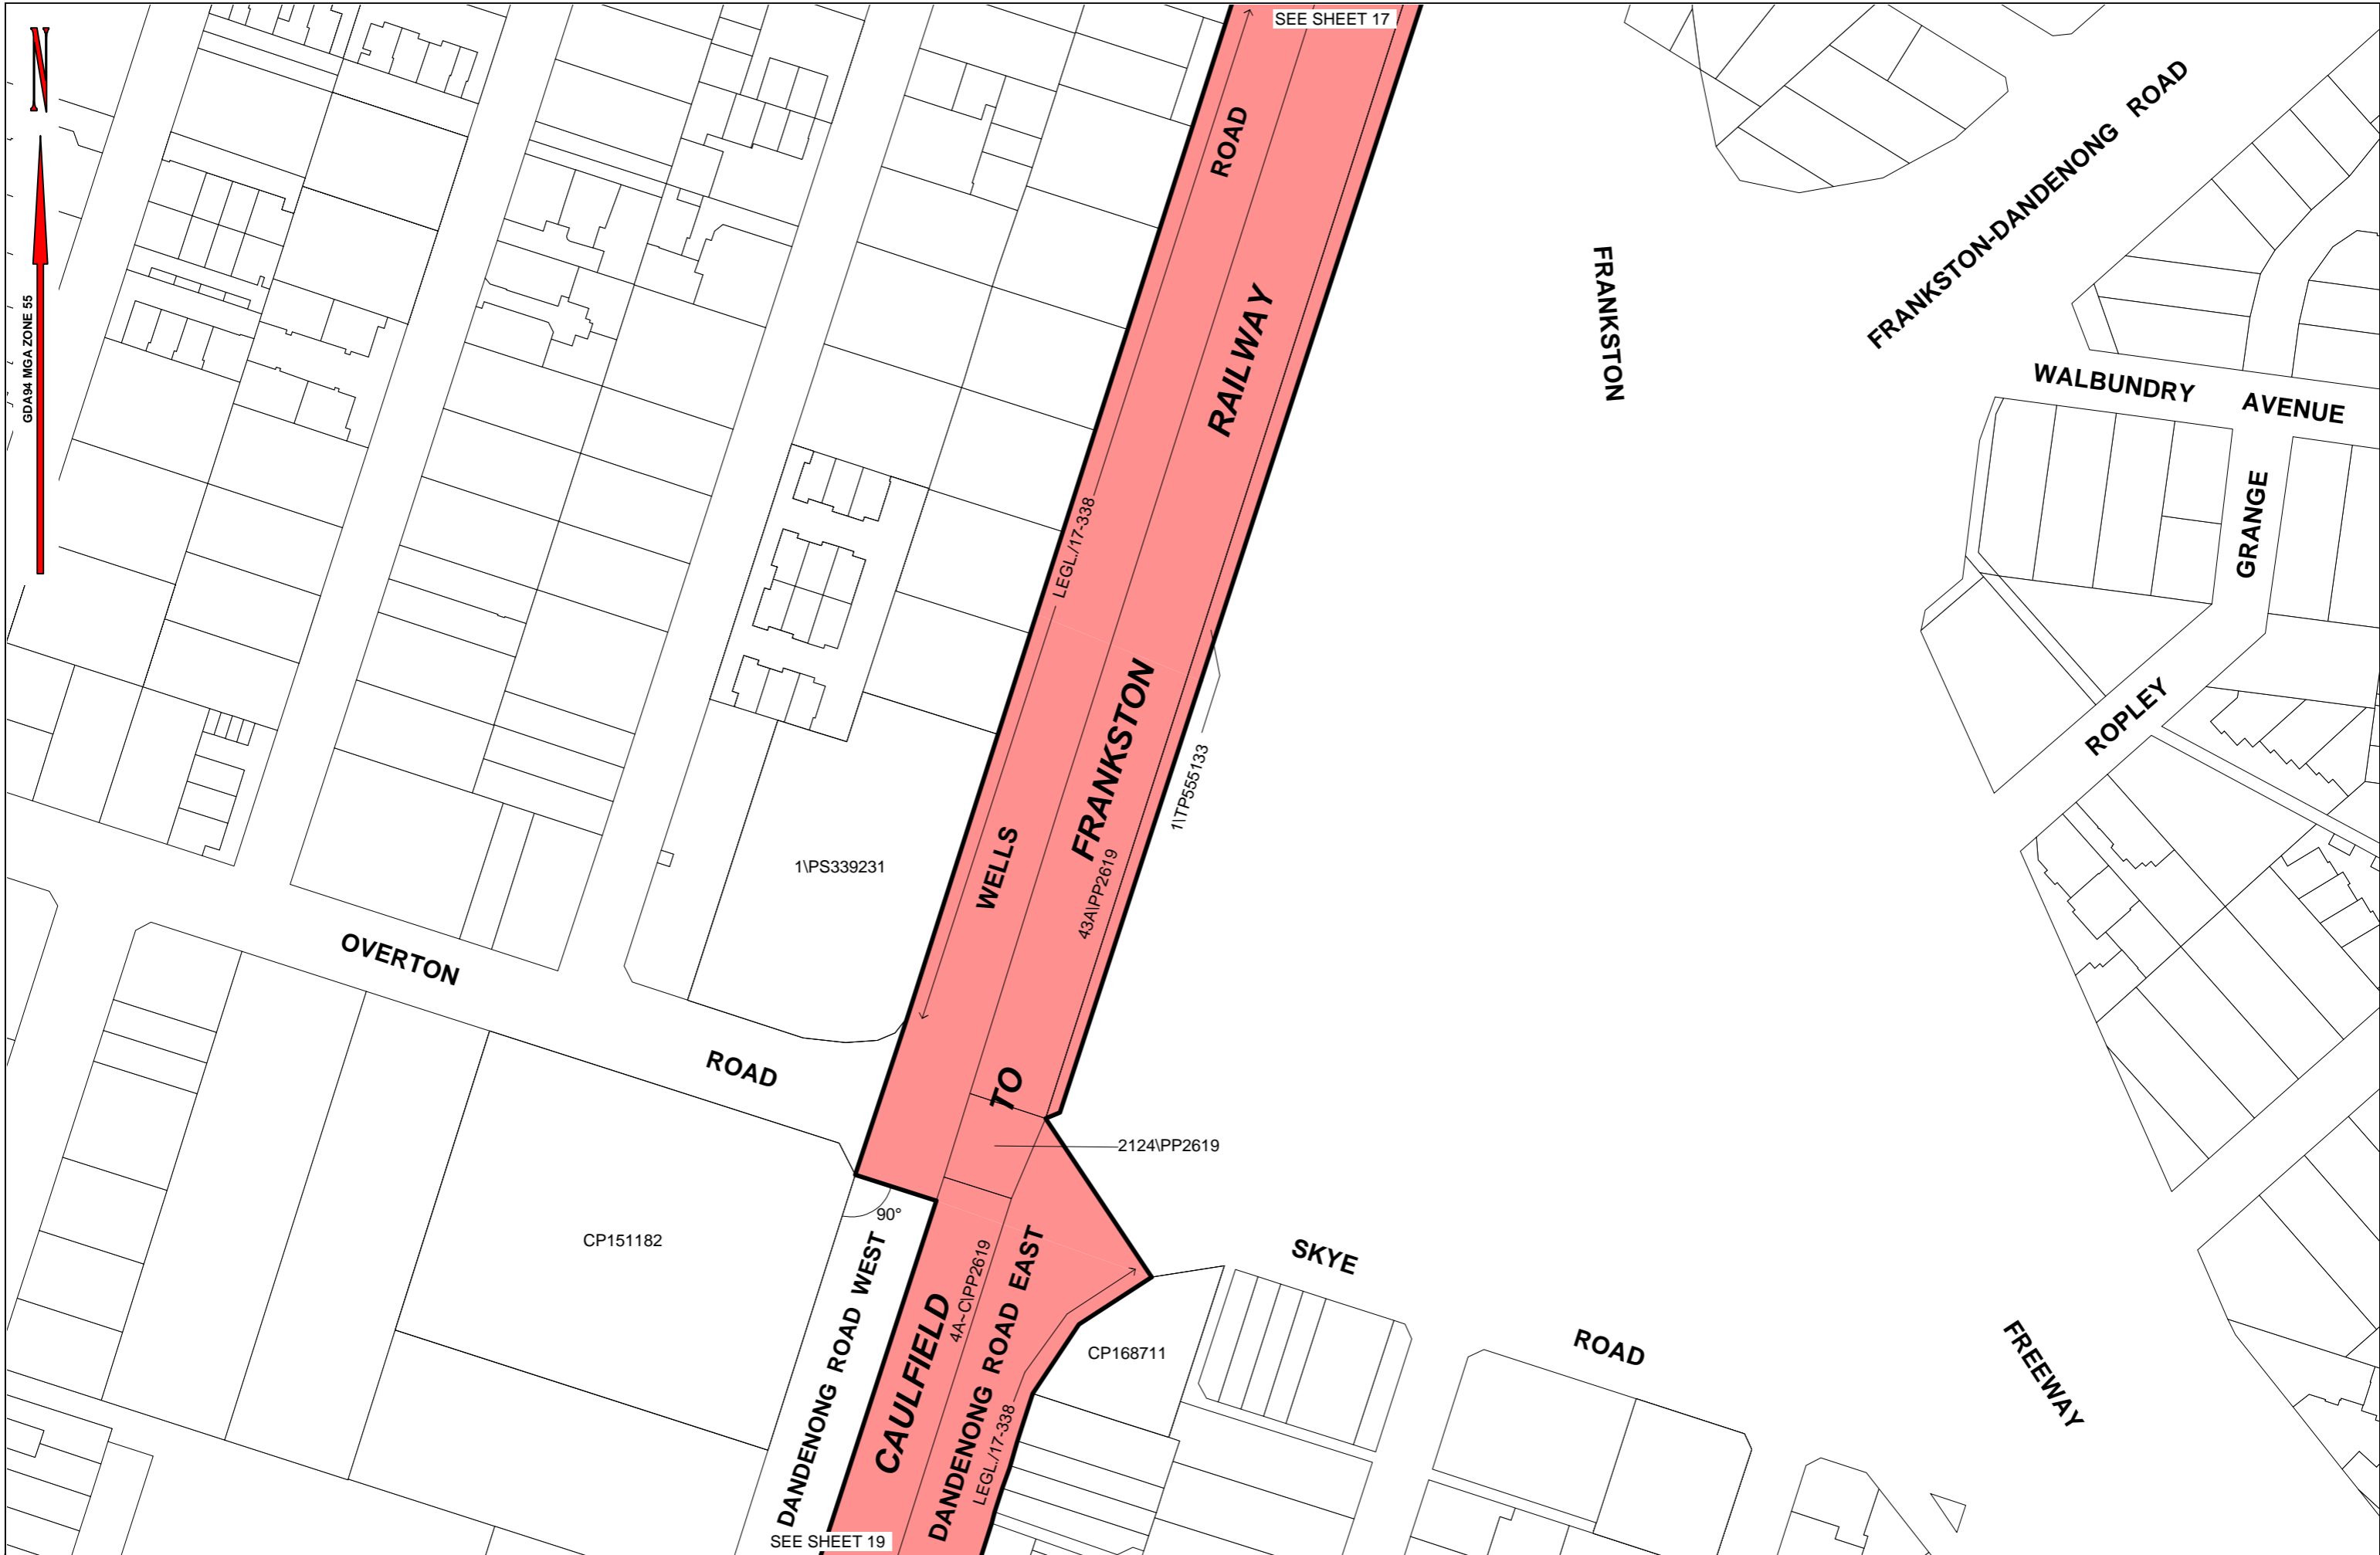 SEE SHEET 17
N
GDA94 MGA ZONE 55
ROAD
RAILWAY
FRANKSTON
FRANKSTON-DANDENONG ROAD
WALBUNDRY AVENUE
GRANGE
ROPLEY
LEGL./17-338
FRANKSTON
1\TP555133
WELLS
43A\PP2619
1\PS339231
OVERTON
ROAD
TO
2124\PP2619
90°
CP151182
DANDENONG ROAD WEST
CAULFIELD
4A~C\PP2619
DANDENONG ROAD EAST
LEGL./17-338
CP168711
SKYE
ROAD
FREEWAY
SEE SHEET 19